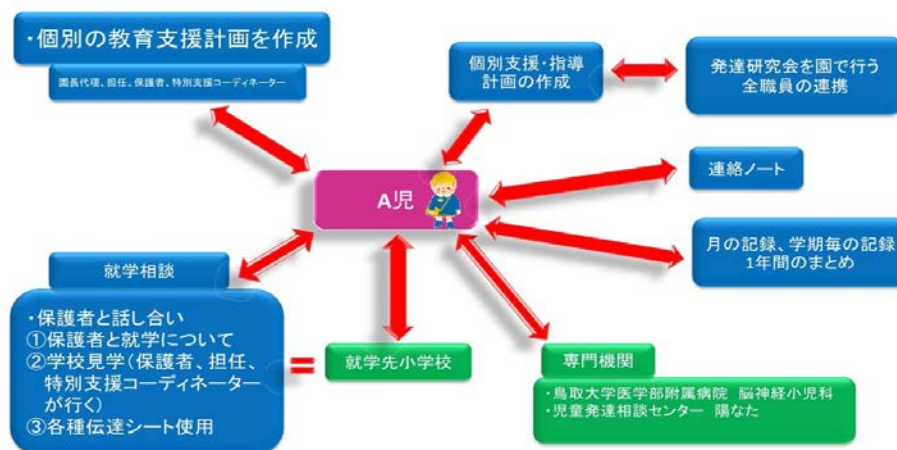 ・個別の教育支援計画を作成
園長代理、担任、保護者、特別支援コーディネーター
個別支援・指導
計画の作成
発達研究会を園で行う
全職員の連携
A児
連絡ノート
月の記録、学期毎の記録
1年間のまとめ
就学相談
・保護者と話し合い
①保護者と就学について
②学校見学(保護者、担任、
特別支援コーディネーター
が行く)
③各種伝達シート使用
=
就学先小学校
専門機関
・鳥取大学医学部附属病院 脳神経小児科
・児童発達相談センター 陽なた